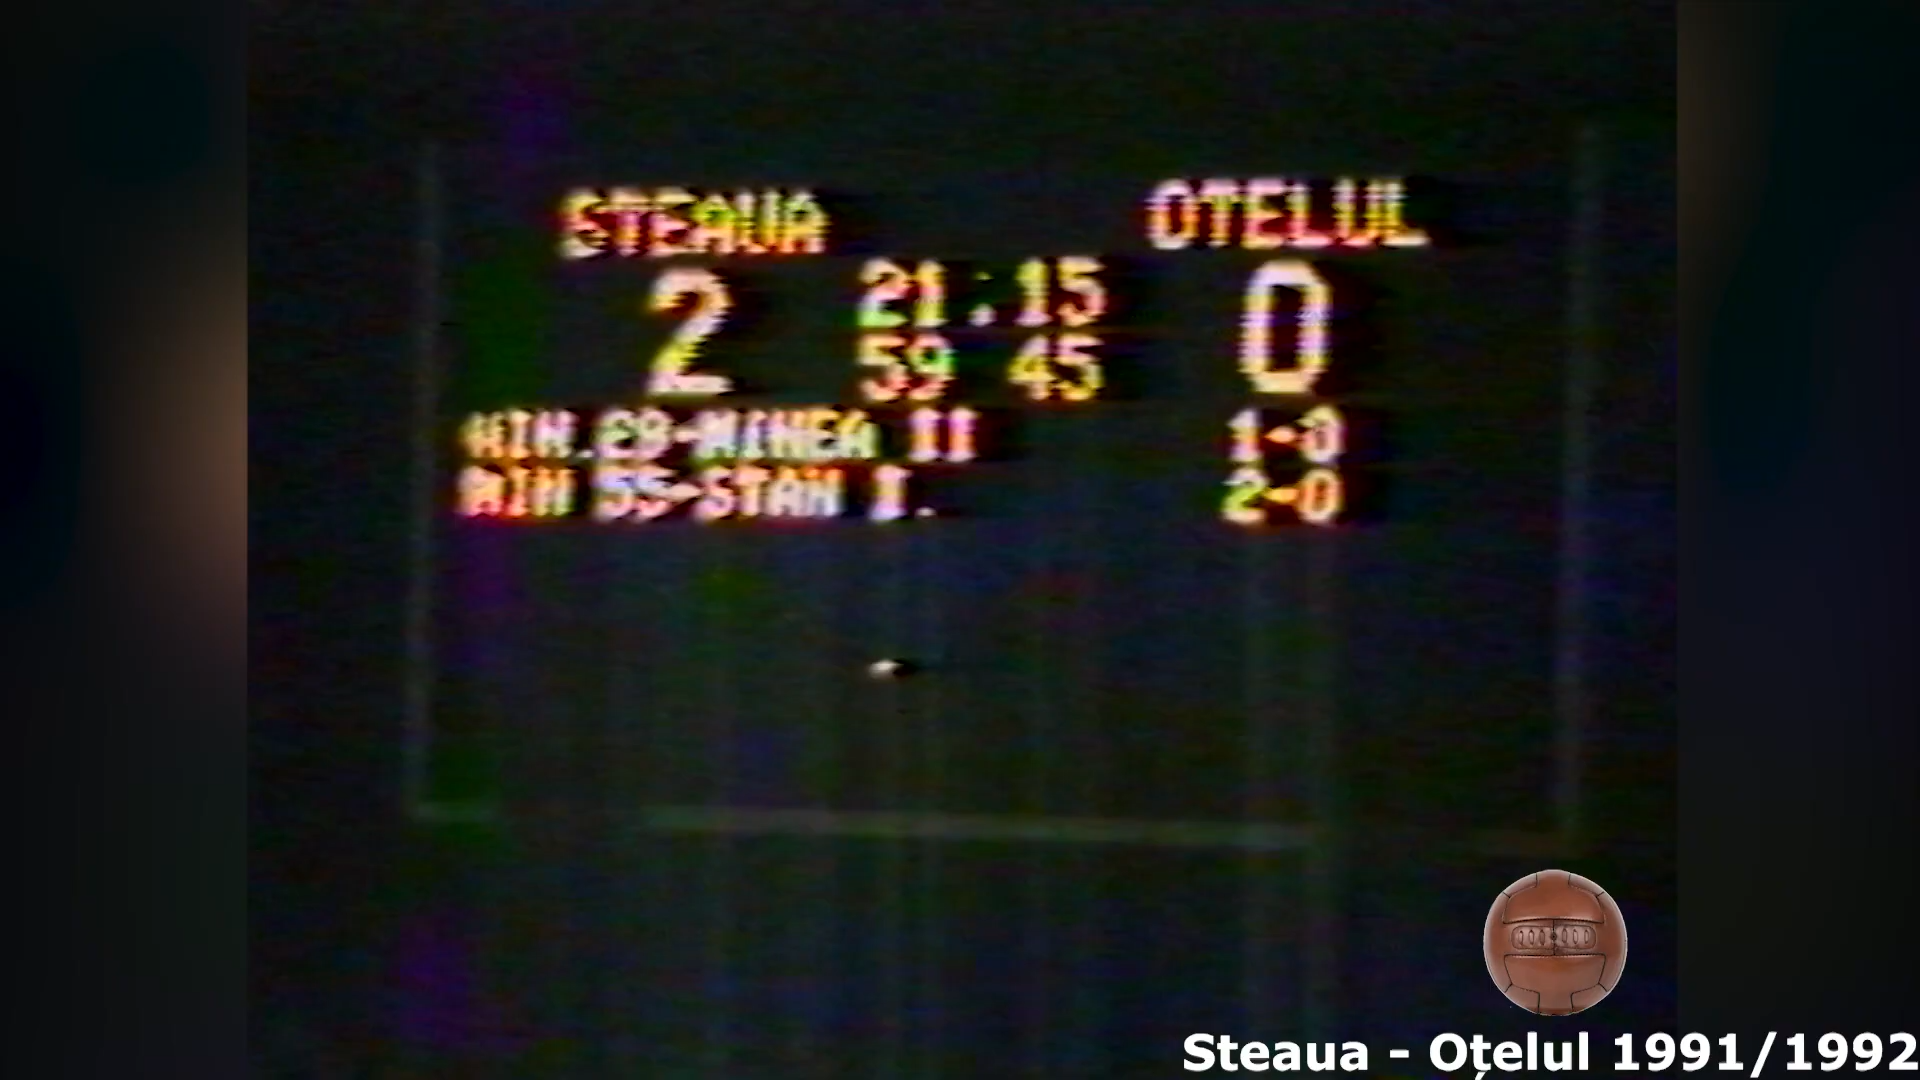 STEAUA OTELUL
2 21:15 0
59 45
MIN.28-MINEA II 1-0
MIN 55-STAN I. 2-0
Steaua - Oțelul 1991/1992